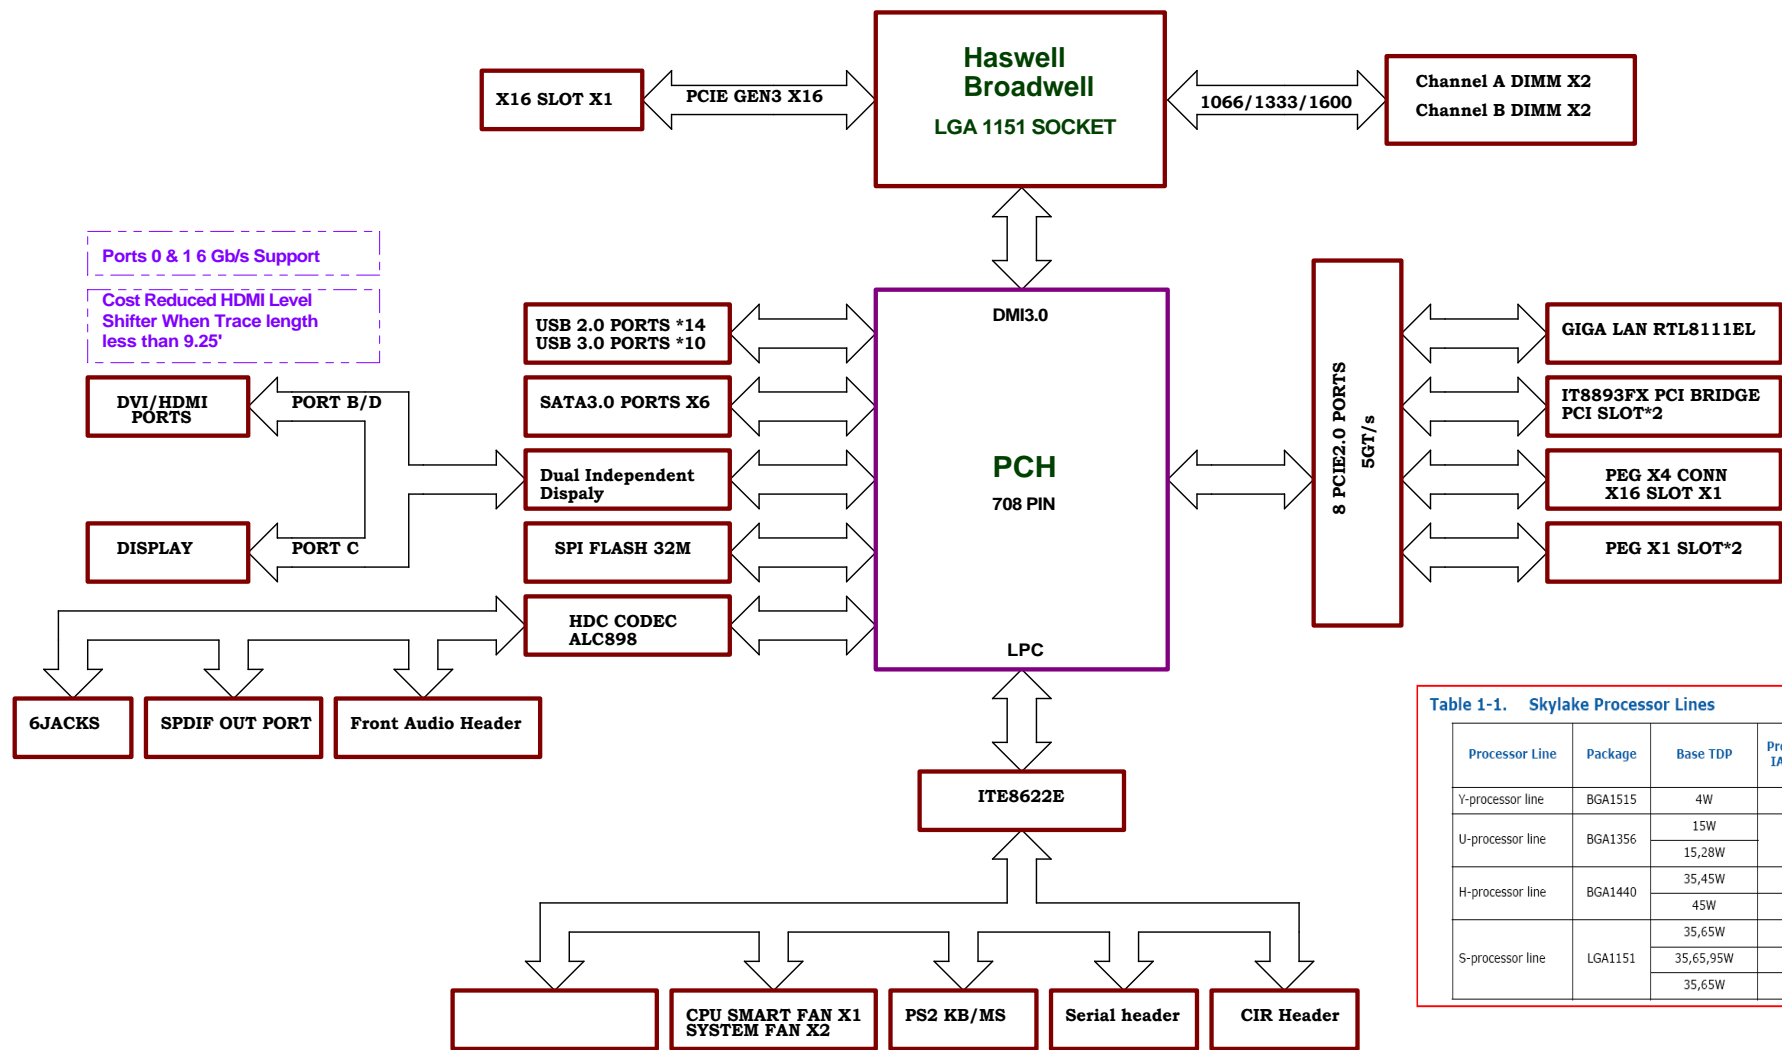 Haswell
Broadwell
LGA 1151 SOCKET
X16 SLOT X1
PCIE GEN3 X16
1066/1333/1600
Channel A DIMM X2
Channel B DIMM X2
Ports 0 & 1 6 Gb/s Support
Cost Reduced HDMI Level
Shifter When Trace length
less than 9.25'
DMI3.0
PCH
708 PIN
LPC
USB 2.0 PORTS *14
USB 3.0 PORTS *10
SATA3.0 PORTS X6
Dual Independent
Dispaly
SPI FLASH 32M
HDC CODEC
ALC898
DVI/HDMI
PORTS
PORT B/D
DISPLAY
PORT C
6JACKS
SPDIF OUT PORT
Front Audio Header
8 PCIE2.0 PORTS
5GT/s
GIGA LAN RTL8111EL
IT8893FX PCI BRIDGE
PCI SLOT*2
PEG X4 CONN
X16 SLOT X1
PEG X1 SLOT*2
ITE8622E
CPU SMART FAN X1
SYSTEM FAN X2
PS2 KB/MS
Serial header
CIR Header
Table 1-1. Skylake Processor Lines
Processor Line Package Base TDP
Y-processor line BGA1515 4W
U-processor line BGA1356 15W
15,28W
H-processor line BGA1440 35,45W
45W
S-processor line LGA1151 35,65W
35,65,95W
35,65W